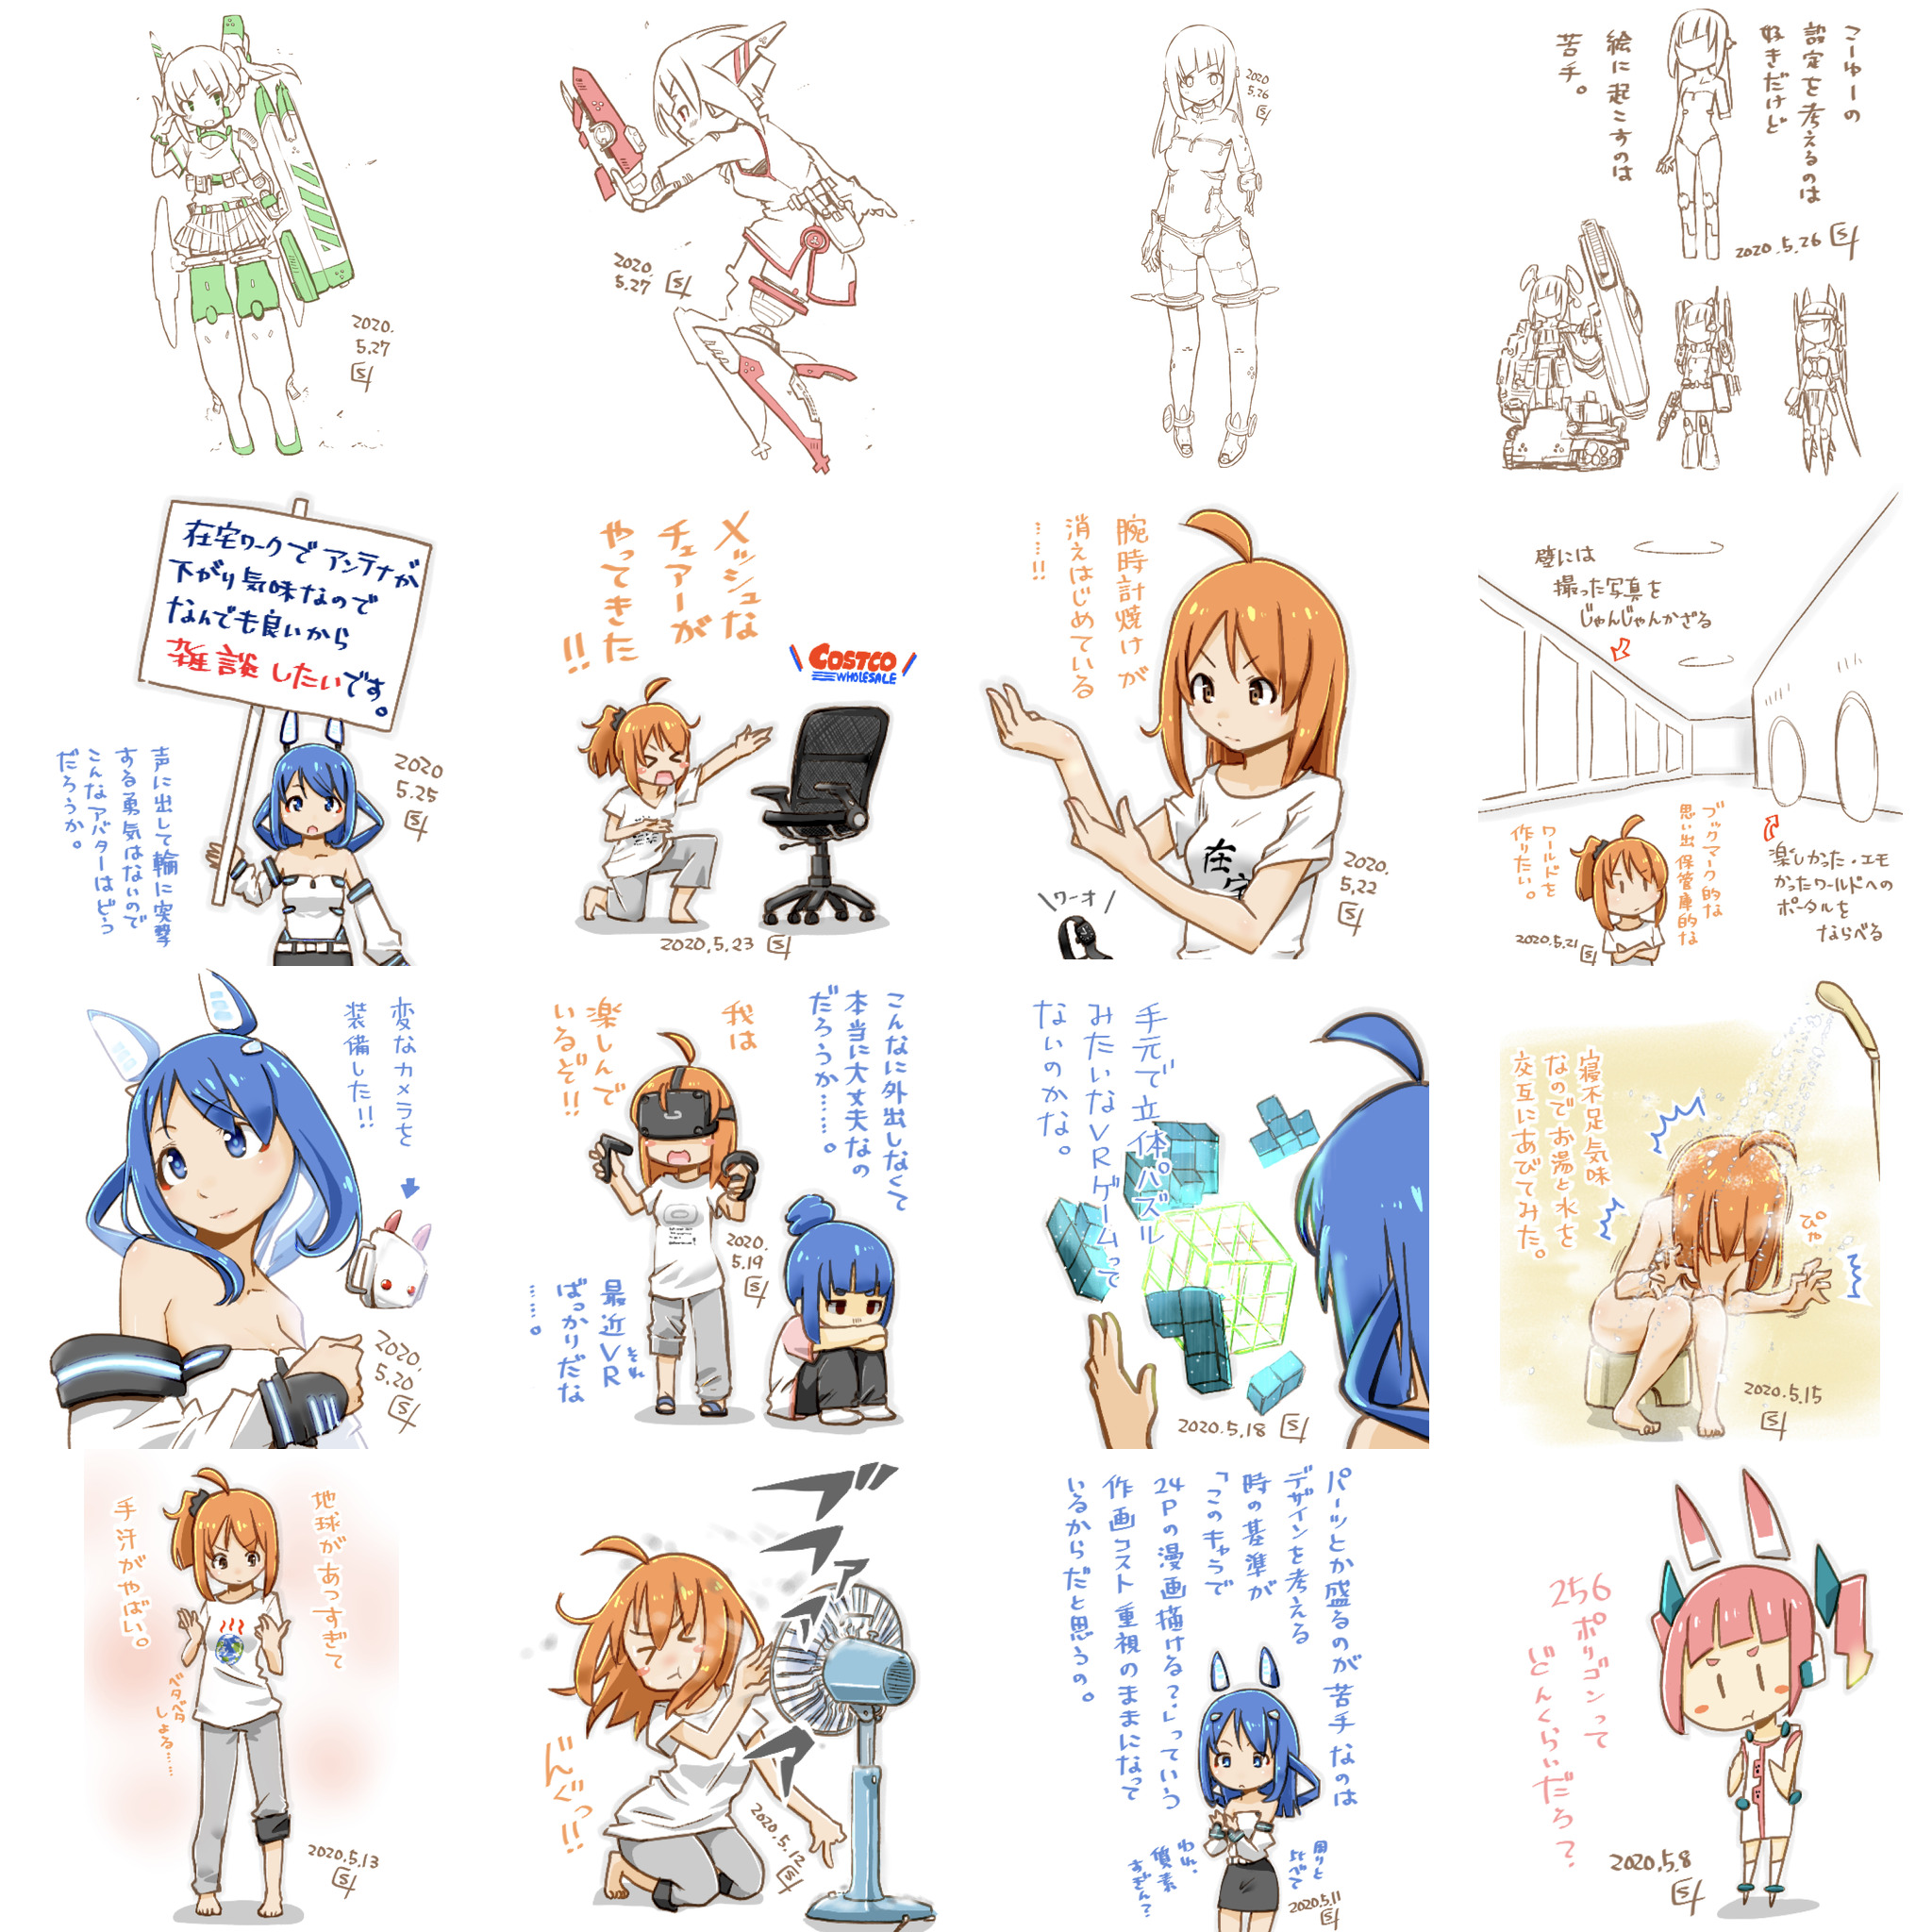 2020.
5.27
2020.
5.27
2020
5.26
こーゆーの
設定を考えるのは
好きだけど
絵に起こすのは
苦手。
2020.5.26
在宅ワークでアンテナが
下がり気味なので
なんでも良いから
雑談したいです。
声に出して輪に突撃
する勇気はないので
こんなアバターはどう
だろうか。
2020
5.25
メッシュな
チェアーが
やってきた
!!
COSTCO
WHOLESALE
2020.5.23
腕時計焼けが
消えはじめている
……!!
在宅
ワーオ
2020.
5.22
壁には
撮った写真を
じゃんじゃんかざる
ブックマーク的な
思い出保管庫的な
ワールドを
作りたい。
楽しかった・エモ
かったワールドへの
ポータルを
ならべる
2020.5.21
変なカメラを
装備した!!
2020.
5.20
こんなに外出しなくて
本当に大丈夫なの
だろうか……。
我は
楽しんで
いるぞ!!
2020.
5.19
最近VR
ばっかりだな
……。
それ
手元で立体パズル
みたいなVRゲームって
ないのかな。
2020.5.18
寝不足気味
なのでお湯と水を
交互にあびてみた。
ぴゃ
2020.5.15
地球があっすぎて
手汗がやばい。
ベタベタ
しよる……
2020.5.13
ブファァァァ
んぐっ!!
2020.5.12
パーツとか盛るのが苦手なのは
デザインを考える
時の基準が
「このキャラで
24Pの漫画描ける?」っていう
作画コスト重視のままになって
いるからだと思うの。
周りと
比べて
われ、
質素
すぎん?
2020.5.11
256
ポリゴンって
どんくらいだろ?
2020.5.8